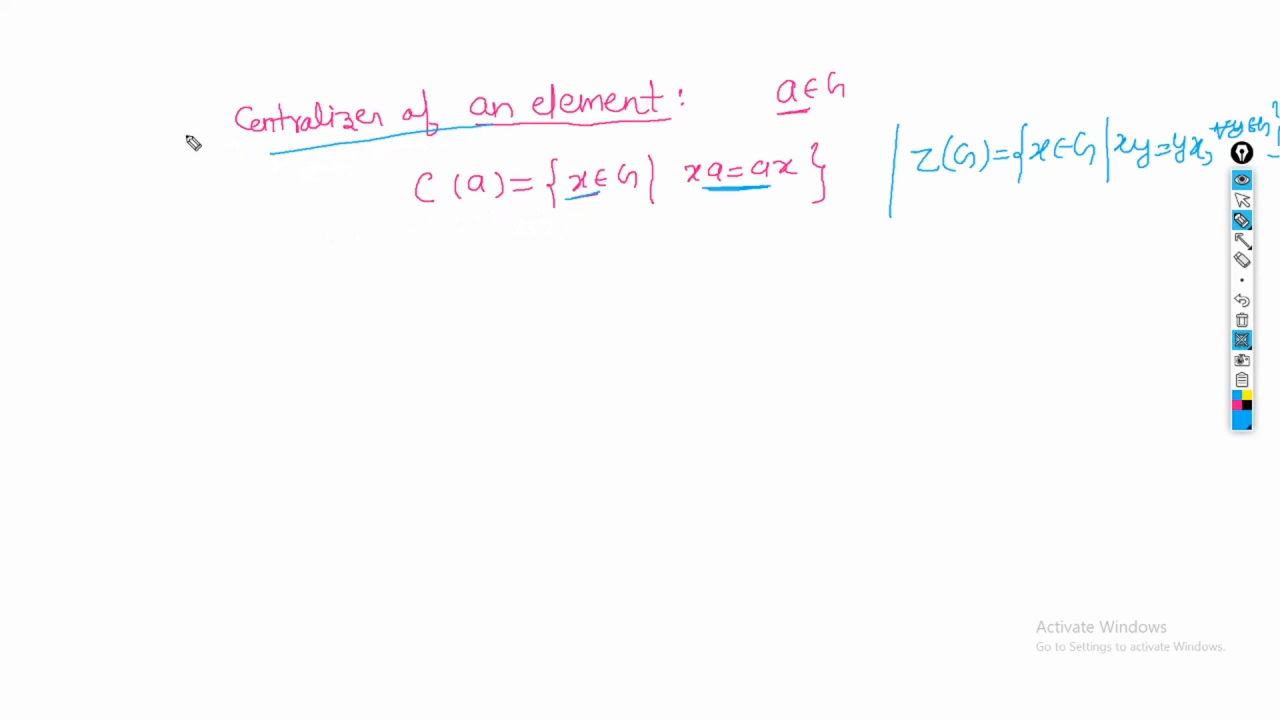 Centralizer of an element: a∈G
C(a)={x∈G| xa=ax}
Z(G)={x∈G|xy=yx, ∀y∈G}
Activate Windows
Go to Settings to activate Windows.